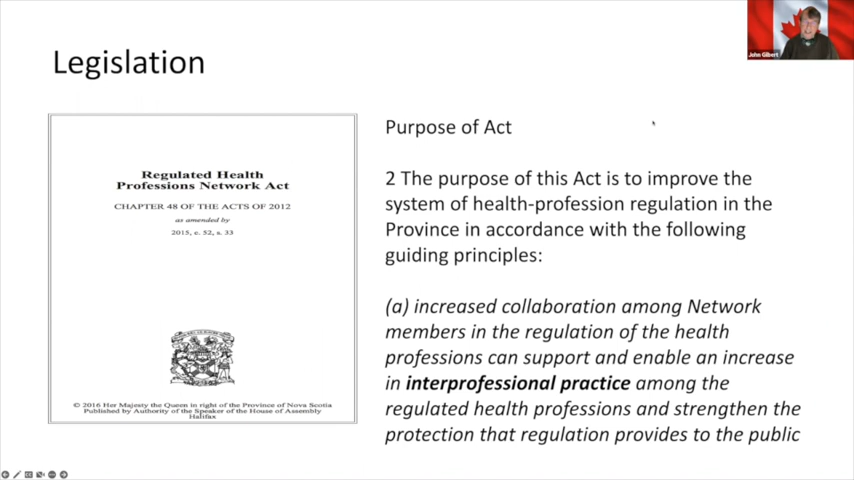 Legislation
John Gilbert
Regulated Health
Professions Network Act
CHAPTER 48 OF THE ACTS OF 2012
as amended by
2015, c. 52, s. 33
© 2016 Her Majesty the Queen in right of the Province of Nova Scotia
Published by Authority of the Speaker of the House of Assembly
Halifax
Purpose of Act
2 The purpose of this Act is to improve the
system of health-profession regulation in the
Province in accordance with the following
guiding principles:
(a) increased collaboration among Network
members in the regulation of the health
professions can support and enable an increase
in interprofessional practice among the
regulated health professions and strengthen the
protection that regulation provides to the public